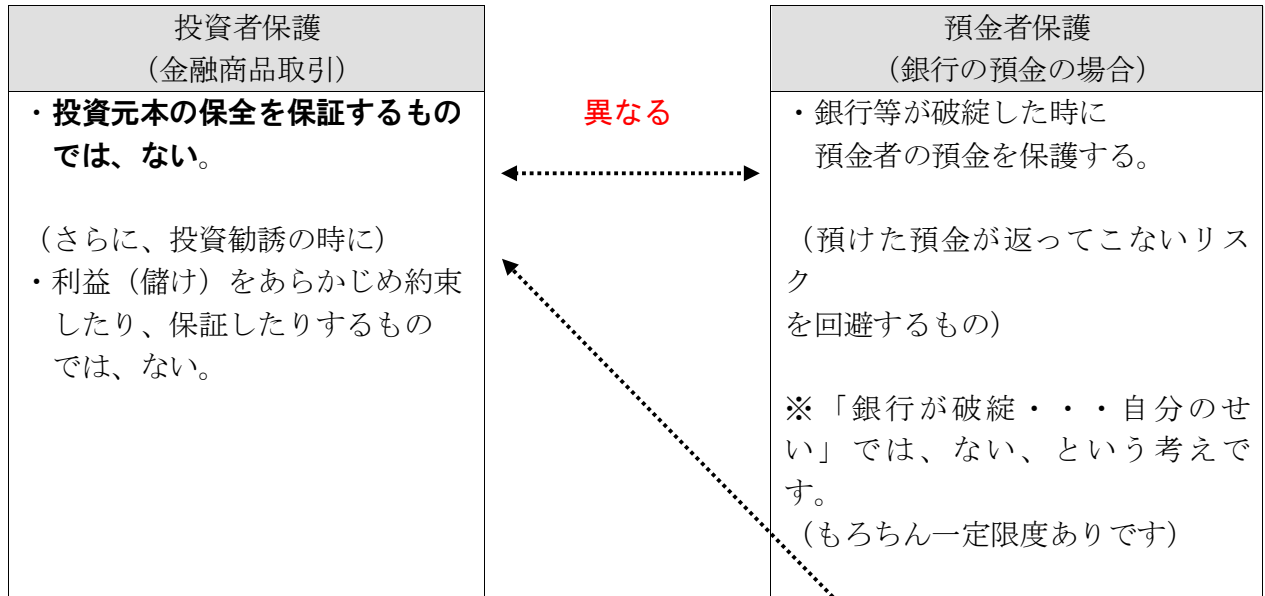 投資者保護
（金融商品取引）
・投資元本の保全を保証するもの
では、ない。
（さらに、投資勧誘の時に）
・利益（儲け）をあらかじめ約束
したり、保証したりするもの
では、ない。
異なる
預金者保護
（銀行の預金の場合）
・銀行等が破綻した時に
預金者の預金を保護する。
（預けた預金が返ってこないリス
ク
を回避するもの）
※「銀行が破綻・・・自分のせ
い」では、ない、という考えで
す。
（もろちん一定限度ありです）